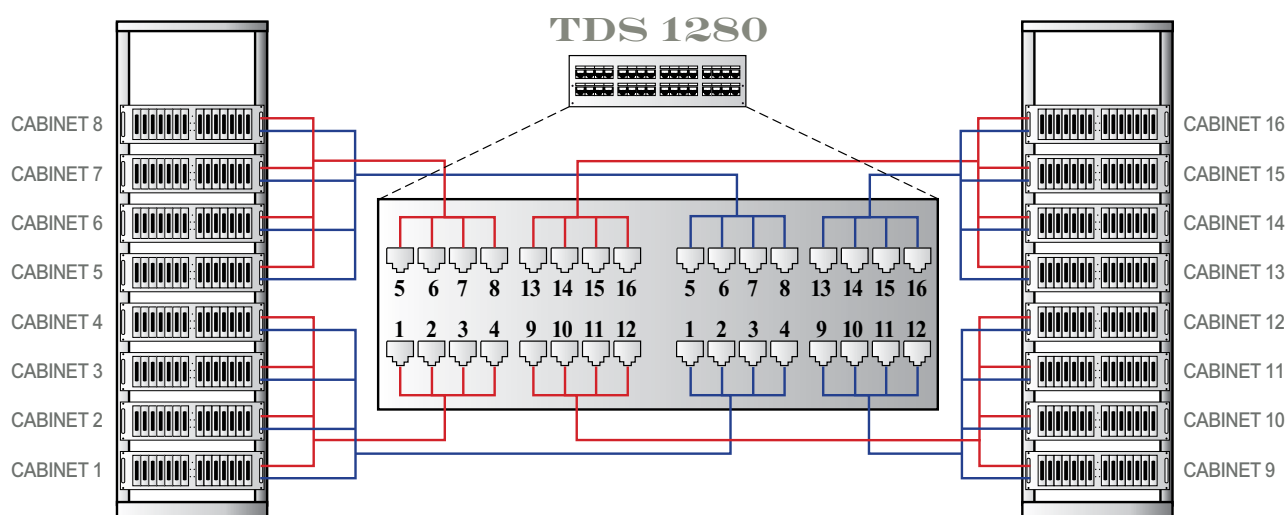 TDS 1280
CABINET 8
CABINET 7
CABINET 6
CABINET 5
CABINET 4
CABINET 3
CABINET 2
CABINET 1
5 6 7 8 13 14 15 16 5 6 7 8 13 14 15 16
1 2 3 4 9 10 11 12 1 2 3 4 9 10 11 12
CABINET 16
CABINET 15
CABINET 14
CABINET 13
CABINET 12
CABINET 11
CABINET 10
CABINET 9